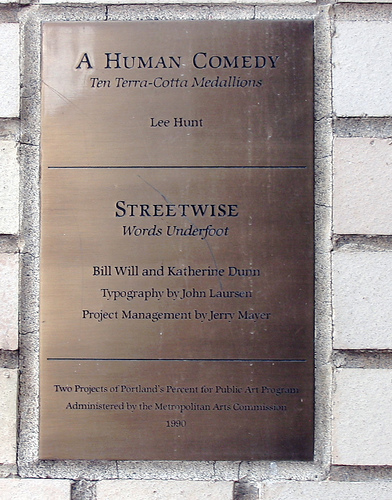 A HUMAN COMEDY
Ten Terra-Cotta Medallions
Lee Hunt
STREETWISE
Words Underfoot
Bill Will and Katherine Dunn
Typography by John Laursen
Project Management by Jerry Mayer
Two Projects of Portland's Percent for Public Art Program
Administered by the Metropolitan Arts Commission
1990